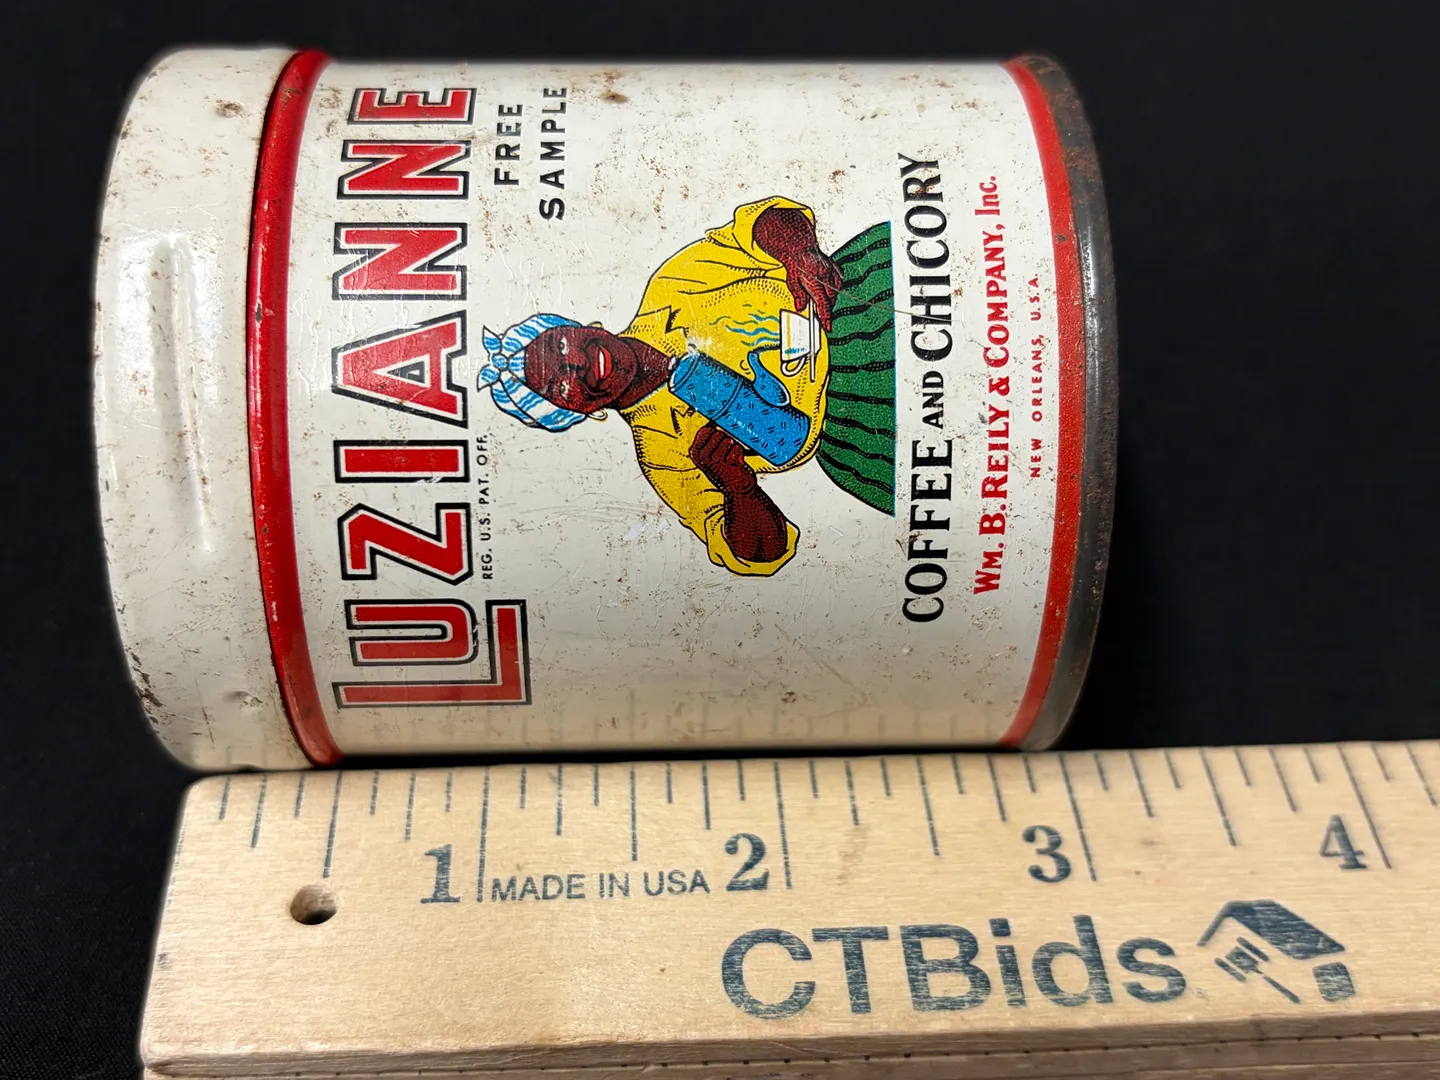 LUZIANNE
REG. U.S. PAT. OFF.
FREE
SAMPLE
COFFEE AND CHICORY
WM. B. REILY & COMPANY, Inc.
NEW ORLEANS, U.S.A.
1 2 3 4
MADE IN USA
CTBids